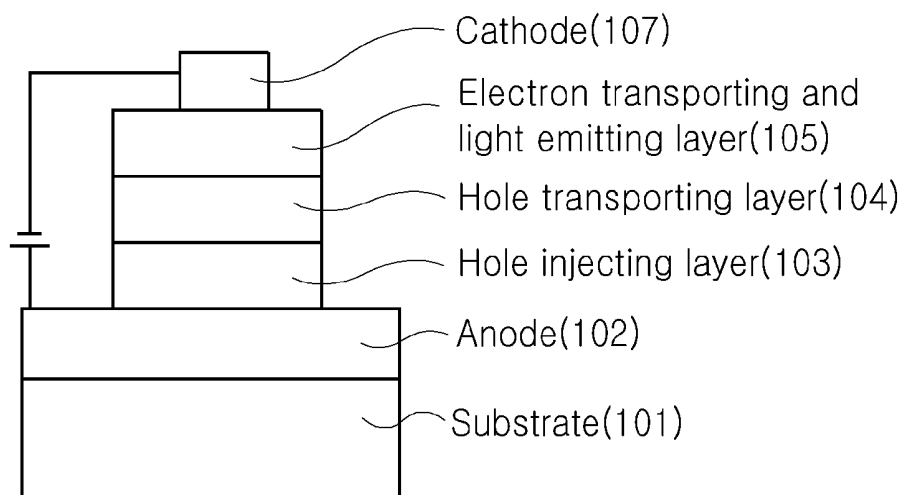 Cathode(107)
Electron transporting and
light emitting layer(105)
Hole transporting layer(104)
Hole injecting layer(103)
Anode(102)
Substrate(101)